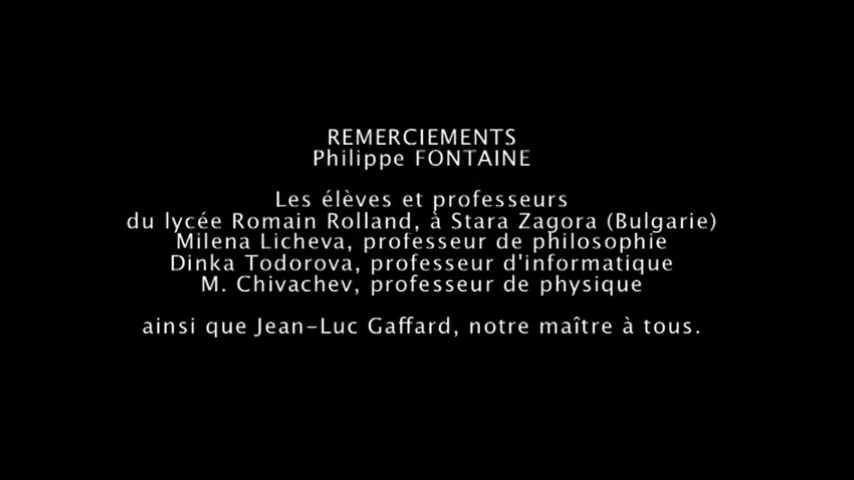 REMERCIEMENTS
Philippe FONTAINE
Les élèves et professeurs
du lycée Romain Rolland, à Stara Zagora (Bulgarie)
Milena Licheva, professeur de philosophie
Dinka Todorova, professeur d'informatique
M. Chivachev, professeur de physique
ainsi que Jean-Luc Gaffard, notre maître à tous.